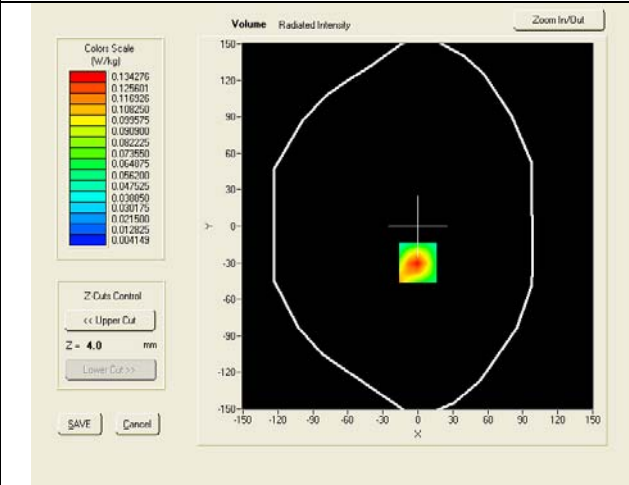 Volume Radiated Intensity
Zoom In/Out
Colors Scale
(W/kg)
0.134276
0.125601
0.116926
0.108250
0.099575
0.090900
0.082225
0.073550
0.064875
0.056200
0.047525
0.038850
0.030175
0.021500
0.012825
0.004149
Z-Cuts Control
<< Upper Cut
Z = 4.0 mm
Lower Cut >>
SAVE Cancel
150
120
90
60
30
0
-30
-60
-90
-120
-150
Y
-150 -120 -90 -60 -30 0 30 60 90 120 150
X